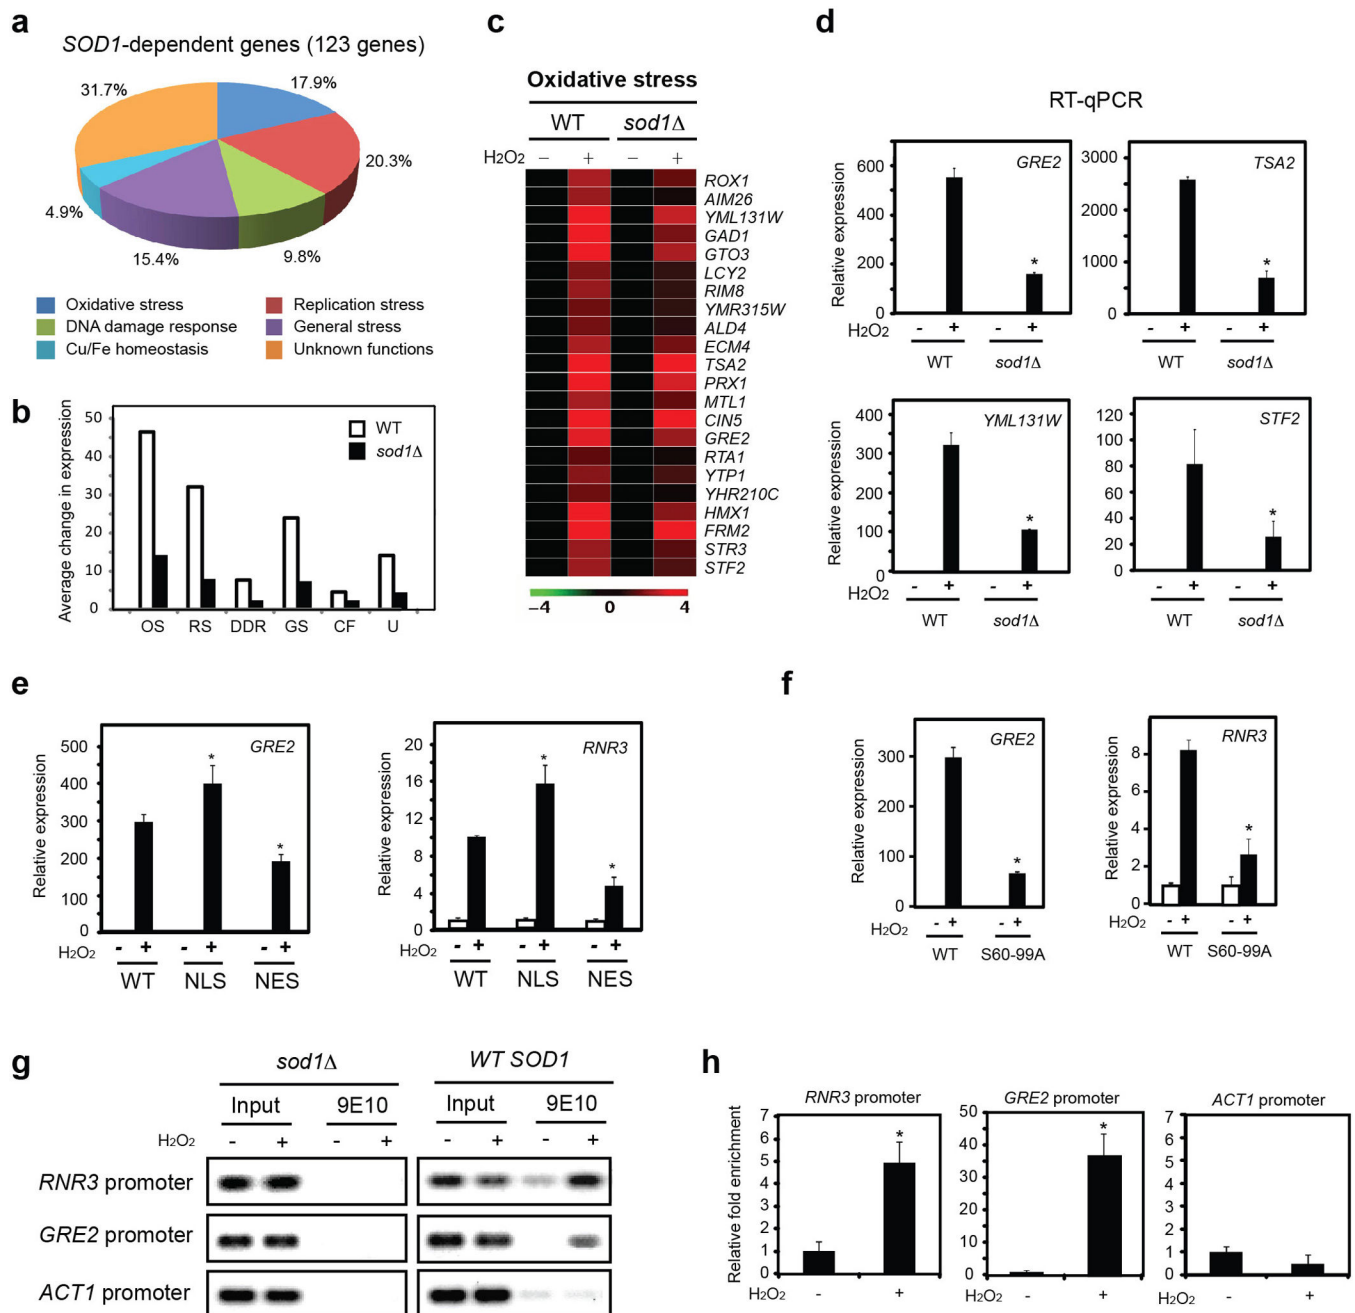 a
SOD1-dependent genes (123 genes)
31.7%
17.9%
20.3%
4.9%
15.4%
9.8%
Oxidative stress
Replication stress
DNA damage response
General stress
Cu/Fe homeostasis
Unknown functions
b
Average change in expression
50
40
30
20
10
0
WT
sod1Δ
OS RS DDR GS CF U
c
Oxidative stress
WT sod1Δ
H2O2 – + – +
ROX1
AIM26
YML131W
GAD1
GTO3
LCY2
RIM8
YMR315W
ALD4
ECM4
TSA2
PRX1
MTL1
CIN5
GRE2
RTA1
YTP1
YHR210C
HMX1
FRM2
STR3
STF2
–4 0 4
d
RT-qPCR
Relative expression
600
400
200
0
GRE2
*
H2O2 - + - +
WT sod1Δ
3000
2000
1000
0
TSA2
*
- + - +
WT sod1Δ
Relative expression
400
300
200
100
0
YML131W
*
H2O2 - + - +
WT sod1Δ
120
100
80
60
40
20
0
STF2
*
- + - +
WT sod1Δ
e
Relative expression
500
400
300
200
100
0
GRE2
*
*
H2O2 - + - + - +
WT NLS NES
Relative expression
20
16
12
8
4
0
RNR3
*
*
H2O2 - + - + - +
WT NLS NES
f
Relative expression
300
200
100
0
GRE2
*
H2O2 - + - +
WT S60-99A
Relative expression
8
6
4
2
0
RNR3
*
H2O2 - + - +
WT S60-99A
g
sod1Δ WT SOD1
Input 9E10 Input 9E10
H2O2 - + - + - + - +
RNR3 promoter
GRE2 promoter
ACT1 promoter
h
Relative fold enrichment
RNR3 promoter
7
6
5
4
3
2
1
0
*
H2O2 - +
GRE2 promoter
50
40
30
20
10
0
*
- +
ACT1 promoter
7
6
5
4
3
2
1
0
H2O2 - +